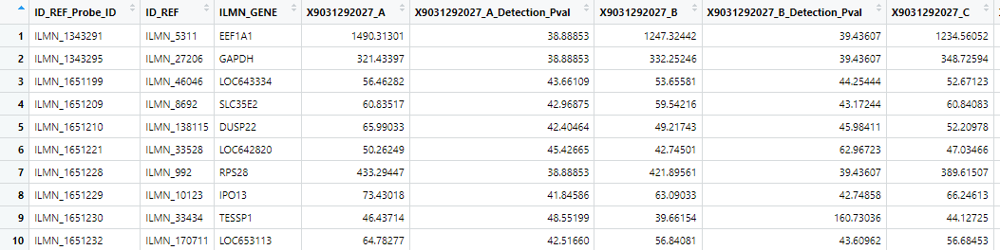 ID_REF_Probe_ID ID_REF ILMN_GENE X9031292027_A X9031292027_A_Detection_Pval X9031292027_B X9031292027_B_Detection_Pval X9031292027_C
1 ILMN_1343291 ILMN_5311 EEF1A1 1490.31301 38.88853 1247.32442 39.43607 1234.56052
2 ILMN_1343295 ILMN_27206 GAPDH 321.43397 38.88853 332.25246 39.43607 348.72594
3 ILMN_1651199 ILMN_46046 LOC643334 56.46282 43.66109 53.65581 44.25444 52.67123
4 ILMN_1651209 ILMN_8692 SLC35E2 60.83517 42.96875 59.54216 43.17244 60.84083
5 ILMN_1651210 ILMN_138115 DUSP22 65.99033 42.40464 49.21743 45.98411 52.20978
6 ILMN_1651221 ILMN_33528 LOC642820 50.26249 45.42665 42.74501 62.96723 47.03466
7 ILMN_1651228 ILMN_992 RPS28 433.29447 38.88853 421.89561 39.43607 389.61507
8 ILMN_1651229 ILMN_10123 IPO13 73.43018 41.84586 63.09033 42.74858 66.24613
9 ILMN_1651230 ILMN_33434 TESSP1 46.43714 48.55199 39.66154 160.73036 44.12725
10 ILMN_1651232 ILMN_170711 LOC653113 64.78277 42.51660 56.84081 43.60962 56.68453